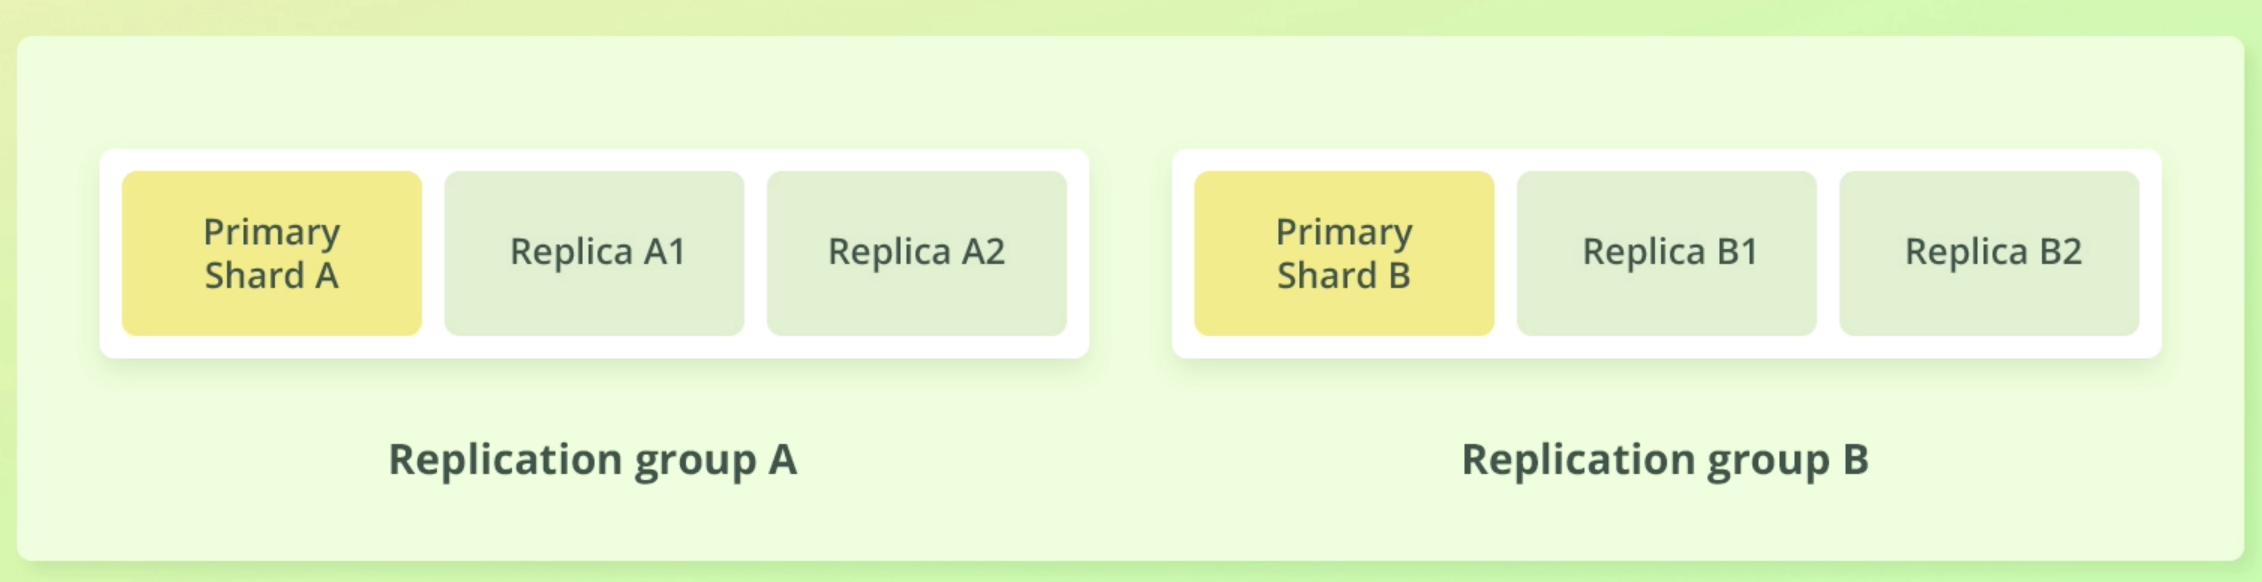 Primary
Shard A
Replica A1
Replica A2
Primary
Shard B
Replica B1
Replica B2
Replication group A
Replication group B